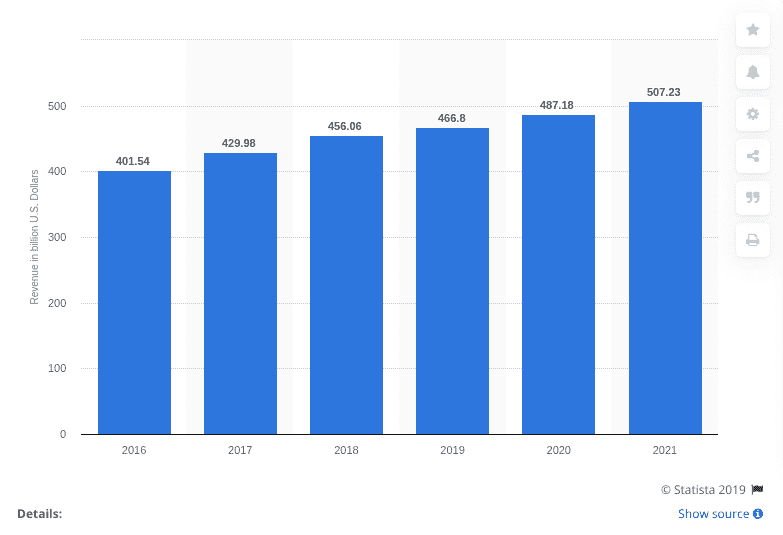 Revenue in billion U.S. Dollars
500
400
300
200
100
0
401.54
429.98
456.06
466.8
487.18
507.23
2016 2017 2018 2019 2020 2021
© Statista 2019
Details:
Show source